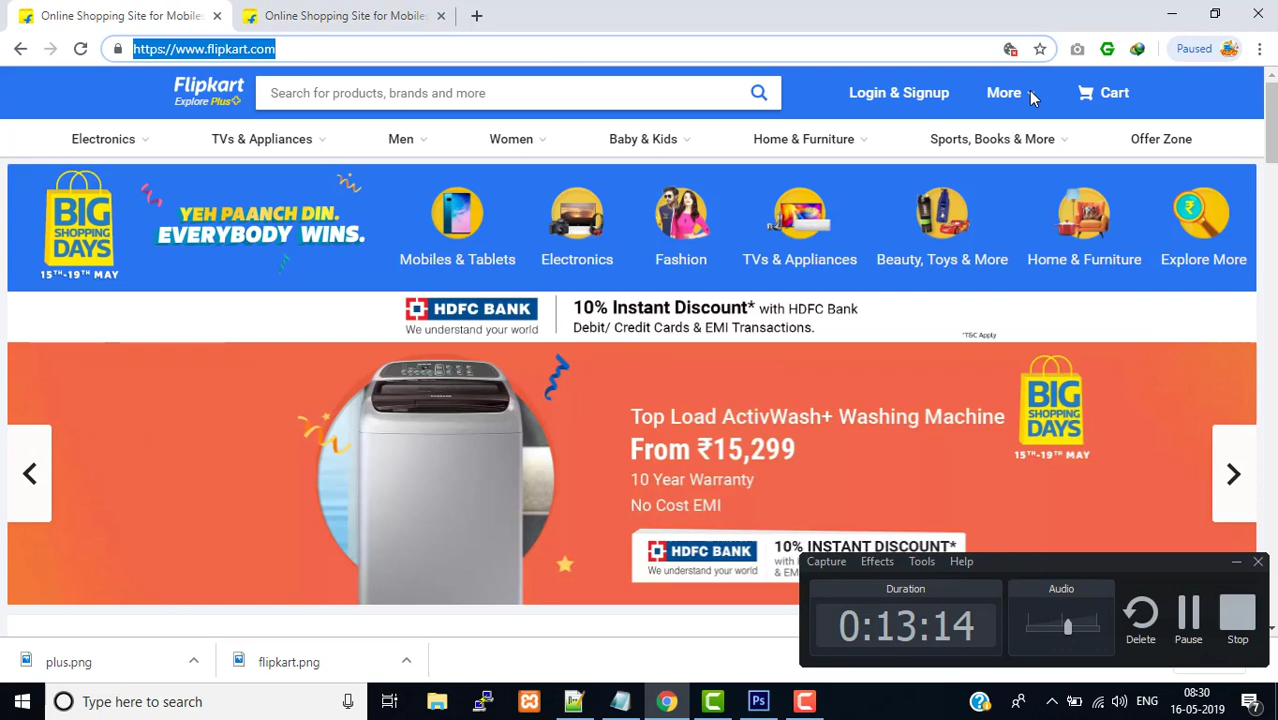 Online Shopping Site for Mobiles
Online Shopping Site for Mobiles
https://www.flipkart.com
Paused
Flipkart
Explore Plus
Search for products, brands and more
Login & Signup
More
Cart
Electronics
TVs & Appliances
Men
Women
Baby & Kids
Home & Furniture
Sports, Books & More
Offer Zone
BIG
SHOPPING
DAYS
15TH-19TH MAY
YEH PAANCH DIN.
EVERYBODY WINS.
Mobiles & Tablets
Electronics
Fashion
TVs & Appliances
Beauty, Toys & More
Home & Furniture
Explore More
HDFC BANK
We understand your world
10% Instant Discount* with HDFC Bank
Debit/ Credit Cards & EMI Transactions.
*T&C Apply
Top Load ActivWash+ Washing Machine
From ₹15,299
10 Year Warranty
No Cost EMI
BIG
SHOPPING
DAYS
15TH-19TH MAY
HDFC BANK
We understand your world
10% INSTANT DISCOUNT*
with
& EM
Capture
Effects
Tools
Help
Duration
0:13:14
Audio
Delete
Pause
Stop
plus.png
flipkart.png
Type here to search
ENG
08:30
16-05-2019
7